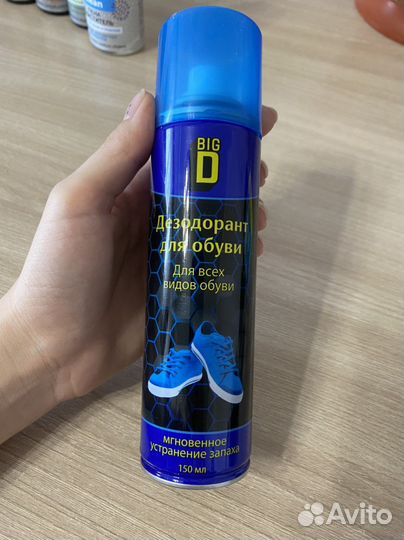 BIG
D
Дезодорант
для обуви
Для всех
видов обуви
мгновенное
устранение запаха
150 мл
Avito